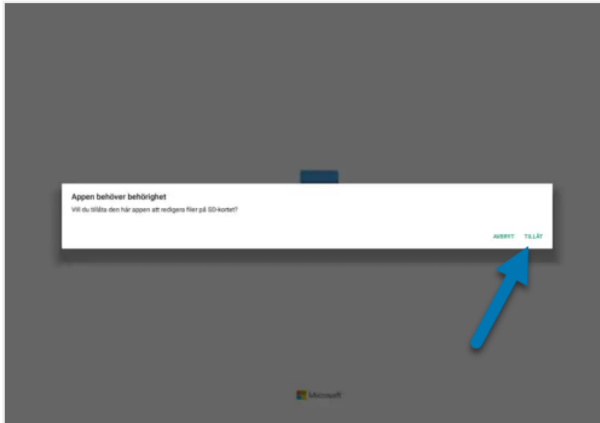 Appen behöver behörighet
Vill du tillåta den här appen att redigera filer på SD-kortet?
AVBRYT TILLÅT
Microsoft